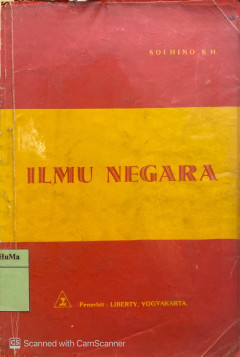 SOEHINO S.H.
ILMU NEGARA
HuMa
Penerbit : LIBERTY, YOGYAKARTA.
CS Scanned with CamScanner